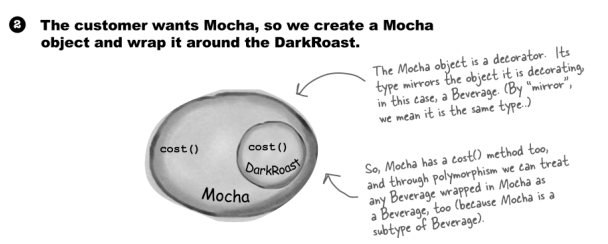 2 The customer wants Mocha, so we create a Mocha
object and wrap it around the DarkRoast.
The Mocha object is a decorator. Its
type mirrors the object it is decorating,
in this case, a Beverage. (By "mirror",
we mean it is the same type..)
cost()
cost()
DarkRoast
Mocha
So, Mocha has a cost() method too,
and through polymorphism we can treat
any Beverage wrapped in Mocha as
a Beverage, too (because Mocha is a
subtype of Beverage).